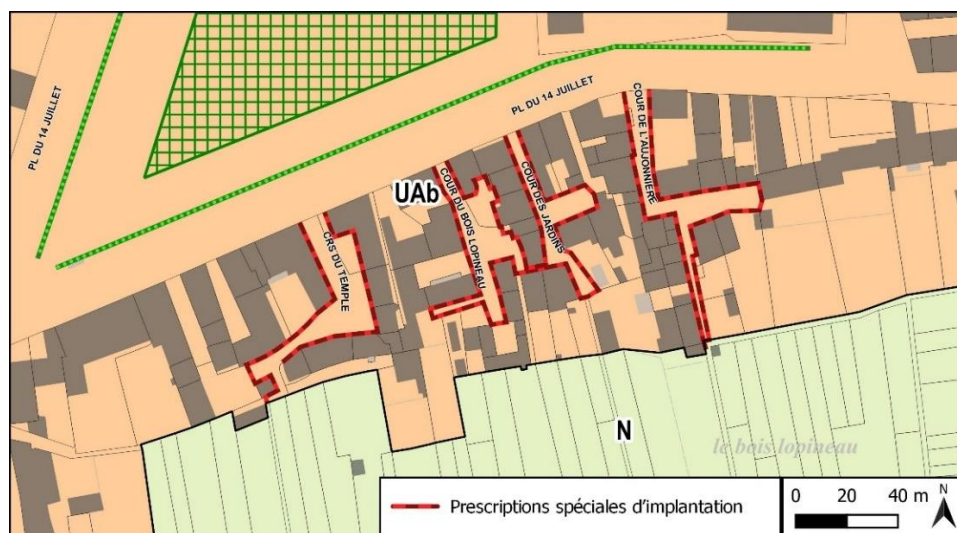 PL DU 14 JUILLET
PL DU 14 JUILLET
COUR DE L'AUJONNIERE
COUR DES JARDINS
COUR DU BOIS LOPINEAU
UAb
CRS DU TEMPLE
N
le bois lopineau
Prescriptions spéciales d'implantation
0 20 40 m
N